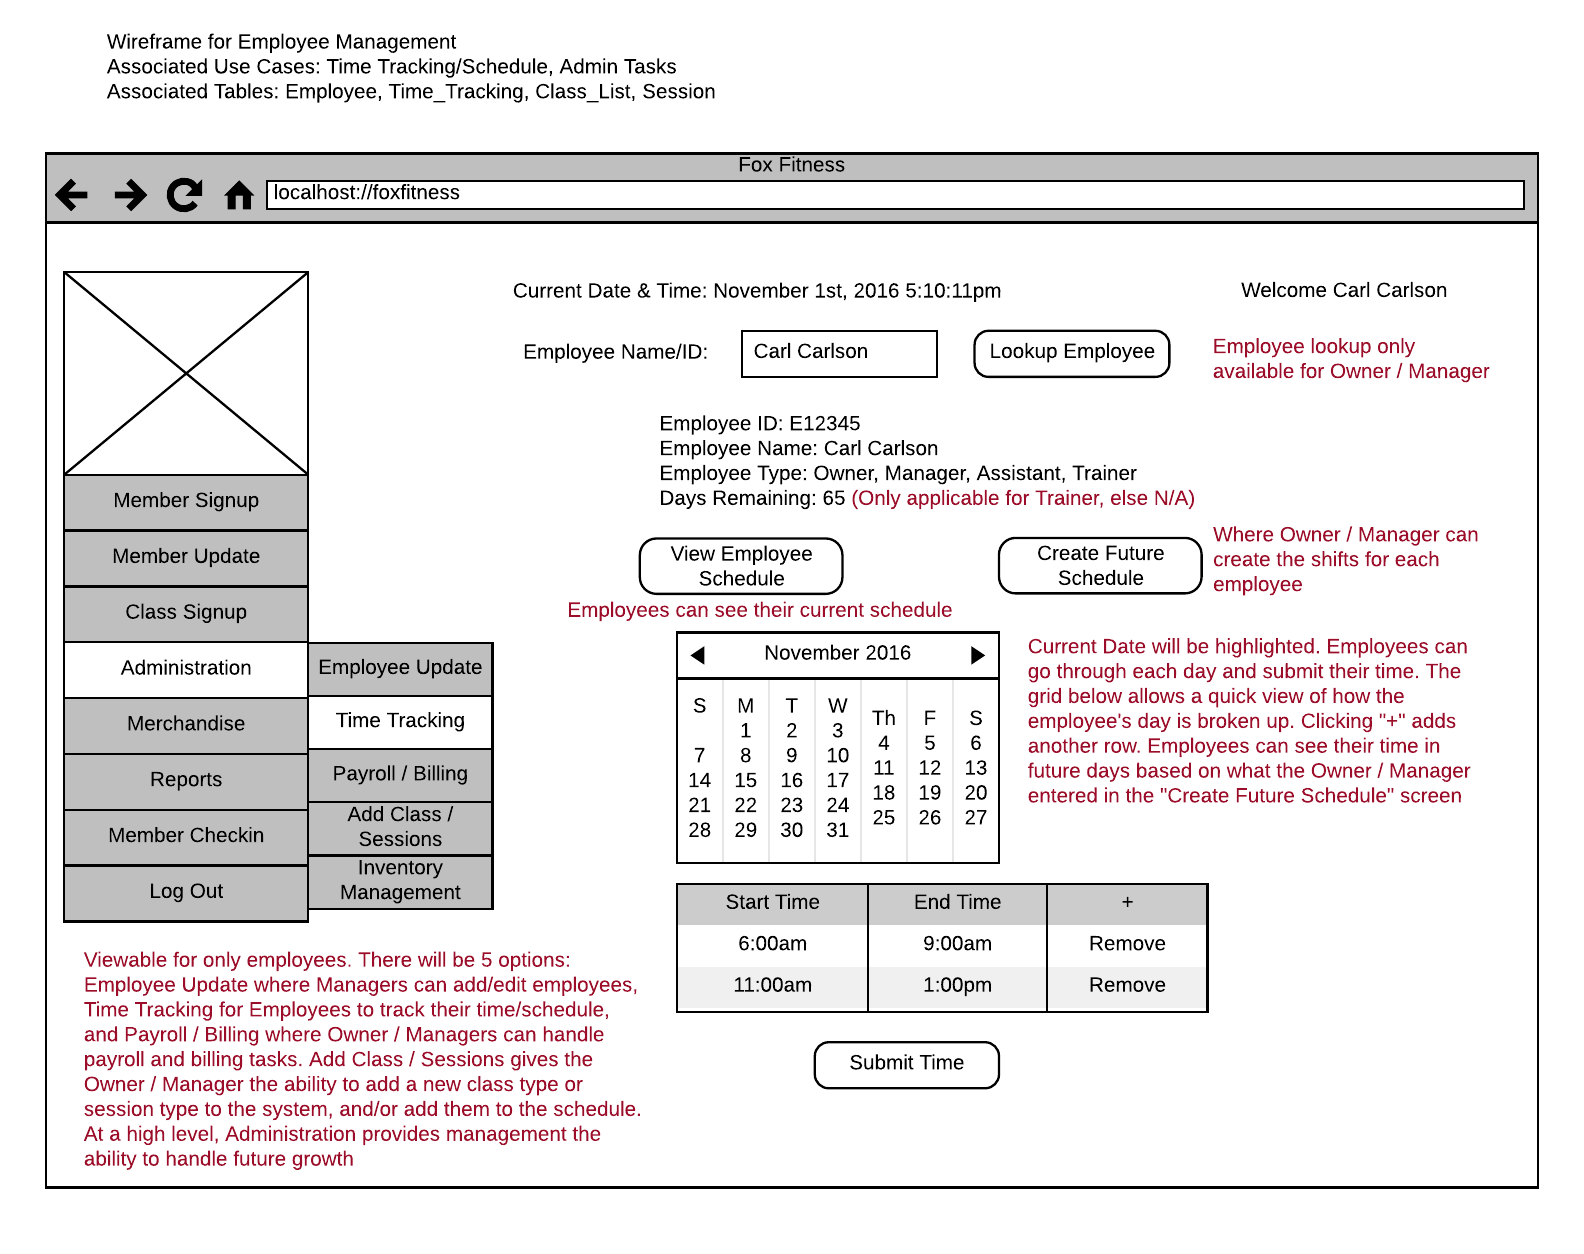 Wireframe for Employee Management
Associated Use Cases: Time Tracking/Schedule, Admin Tasks
Associated Tables: Employee, Time_Tracking, Class_List, Session
Fox Fitness
localhost://foxfitness
Current Date & Time: November 1st, 2016 5:10:11pm
Welcome Carl Carlson
Employee Name/ID:
Carl Carlson
Lookup Employee
Employee lookup only
available for Owner / Manager
Employee ID: E12345
Employee Name: Carl Carlson
Employee Type: Owner, Manager, Assistant, Trainer
Days Remaining: 65 (Only applicable for Trainer, else N/A)
View Employee
Schedule
Create Future
Schedule
Where Owner / Manager can
create the shifts for each
employee
Employees can see their current schedule
Member Signup
Member Update
Class Signup
Administration
Merchandise
Reports
Member Checkin
Log Out
Employee Update
Time Tracking
Payroll / Billing
Add Class /
Sessions
Inventory
Management
November 2016
S M T W Th F S
1 2 3 4 5 6
7 8 9 10 11 12 13
14 15 16 17 18 19 20
21 22 23 24 25 26 27
28 29 30 31
Current Date will be highlighted. Employees can
go through each day and submit their time. The
grid below allows a quick view of how the
employee's day is broken up. Clicking "+" adds
another row. Employees can see their time in
future days based on what the Owner / Manager
entered in the "Create Future Schedule" screen
Start Time End Time +
6:00am 9:00am Remove
11:00am 1:00pm Remove
Submit Time
Viewable for only employees. There will be 5 options:
Employee Update where Managers can add/edit employees,
Time Tracking for Employees to track their time/schedule,
and Payroll / Billing where Owner / Managers can handle
payroll and billing tasks. Add Class / Sessions gives the
Owner / Manager the ability to add a new class type or
session type to the system, and/or add them to the schedule.
At a high level, Administration provides management the
ability to handle future growth